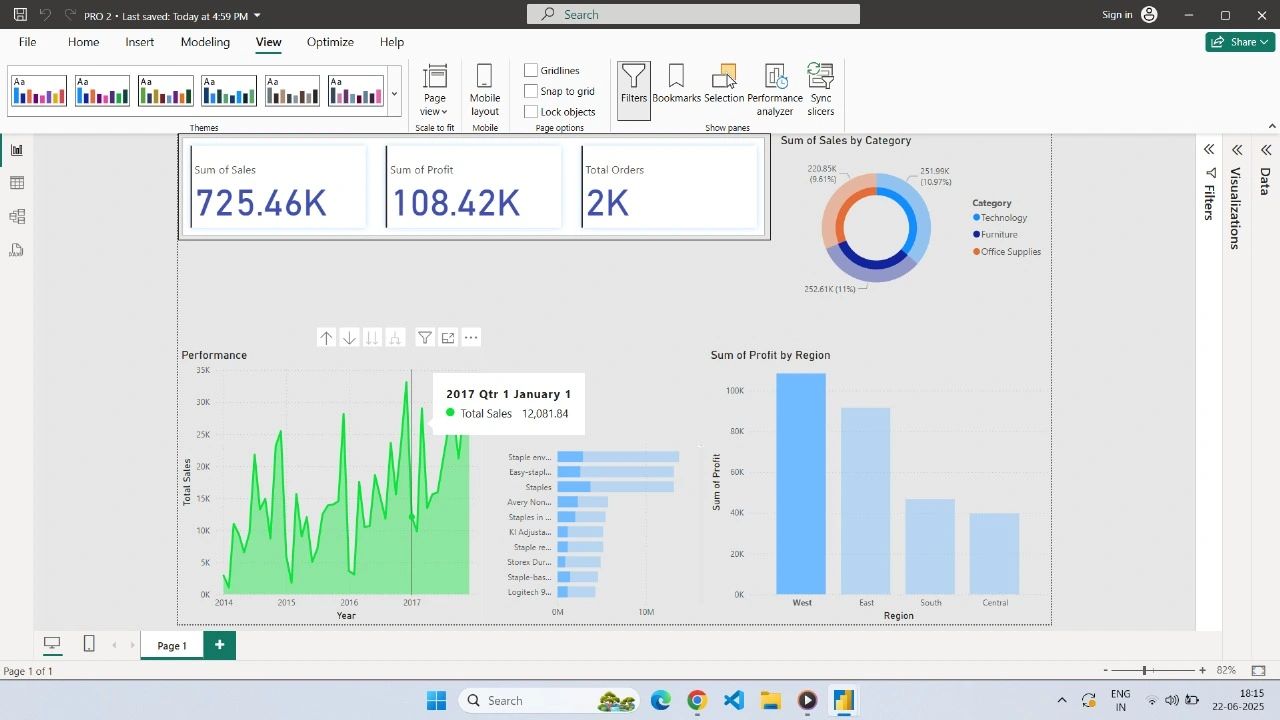 PRO 2 • Last saved: Today at 4:59 PM
Search
Sign in
File Home Insert Modeling View Optimize Help
Share
Aa Aa Aa Aa Aa Aa
Page view
Mobile layout
Gridlines
Snap to grid
Lock objects
Filters
Bookmarks
Selection
Performance analyzer
Sync slicers
Themes
Scale to fit
Mobile
Page options
Show panes
Sum of Sales
725.46K
Sum of Profit
108.42K
Total Orders
2K
Sum of Sales by Category
220.85K
(9.61%)
251.99K
(10.97%)
252.61K (11%)
Category
Technology
Furniture
Office Supplies
Filters
Visualizations
Data
Performance
35K
30K
25K
20K
15K
10K
5K
0K
Total Sales
2014 2015 2016 2017
Year
2017 Qtr 1 January 1
Total Sales 12,081.84
Staple env...
Easy-stapl...
Staples
Avery Non...
Staples in ...
KI Adjusta...
Staple re...
Storex Dur...
Staple-bas...
Logitech 9...
0M 10M
Sum of Profit by Region
100K
80K
60K
40K
20K
0K
Sum of Profit
West East South Central
Region
Page 1
Page 1 of 1
82%
Search
ENG
IN
18:15
22-06-2025